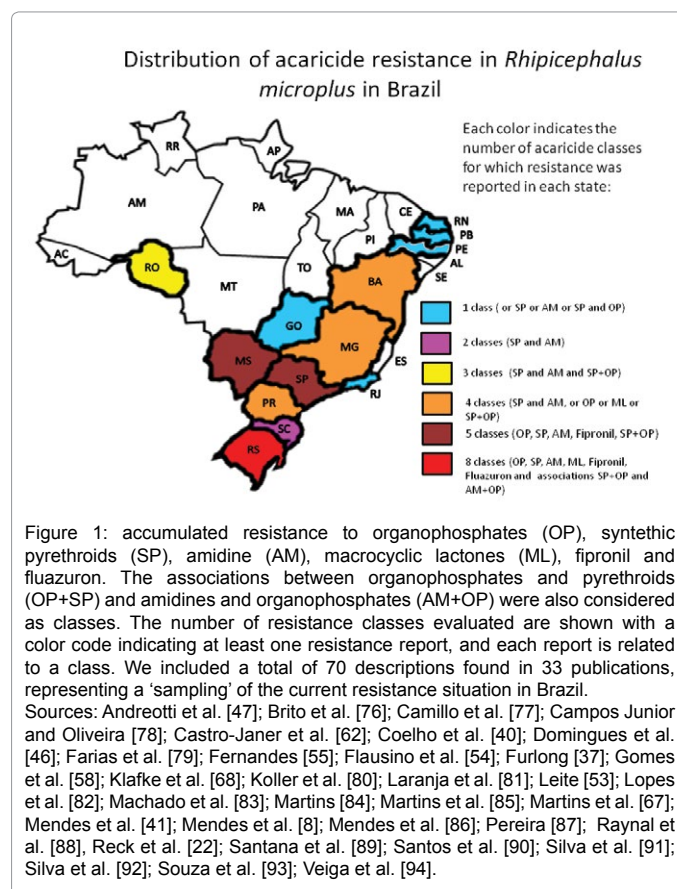 Distribution of acaricide resistance in Rhipicephalus
microplus in Brazil
Each color indicates the
number of acaricide classes
for which resistance was
reported in each state:
RR
AP
AM
PA
MA
CE
RN
PB
PE
AL
SE
PI
AC
RO
TO
MT
BA
GO
MG
ES
MS
SP
RJ
PR
SC
RS
1 class ( or SP or AM or SP and OP)
2 classes (SP and AM)
3 classes (SP and AM and SP+OP)
4 classes (SP and AM, or OP or ML or
SP+OP)
5 classes (OP, SP, AM, Fipronil, SP+OP)
8 classes (OP, SP, AM, ML, Fipronil,
Fluazuron and associations SP+OP and
AM+OP)
Figure 1: accumulated resistance to organophosphates (OP), syntethic
pyrethroids (SP), amidine (AM), macrocyclic lactones (ML), fipronil and
fluazuron. The associations between organophosphates and pyrethroids
(OP+SP) and amidines and organophosphates (AM+OP) were also considered
as classes. The number of resistance classes evaluated are shown with a
color code indicating at least one resistance report, and each report is related
to a class. We included a total of 70 descriptions found in 33 publications,
representing a ‘sampling’ of the current resistance situation in Brazil.
Sources: Andreotti et al. [47]; Brito et al. [76]; Camillo et al. [77]; Campos Junior
and Oliveira [78]; Castro-Janer et al. [62]; Coelho et al. [40]; Domingues et al.
[46]; Farias et al. [79]; Fernandes [55]; Flausino et al. [54]; Furlong [37]; Gomes
et al. [58]; Klafke et al. [68]; Koller et al. [80]; Laranja et al. [81]; Leite [53]; Lopes
et al. [82]; Machado et al. [83]; Martins [84]; Martins et al. [85]; Martins et al. [67];
Mendes et al. [41]; Mendes et al. [8]; Mendes et al. [86]; Pereira [87]; Raynal et
al. [88], Reck et al. [22]; Santana et al. [89]; Santos et al. [90]; Silva et al. [91];
Silva et al. [92]; Souza et al. [93]; Veiga et al. [94].